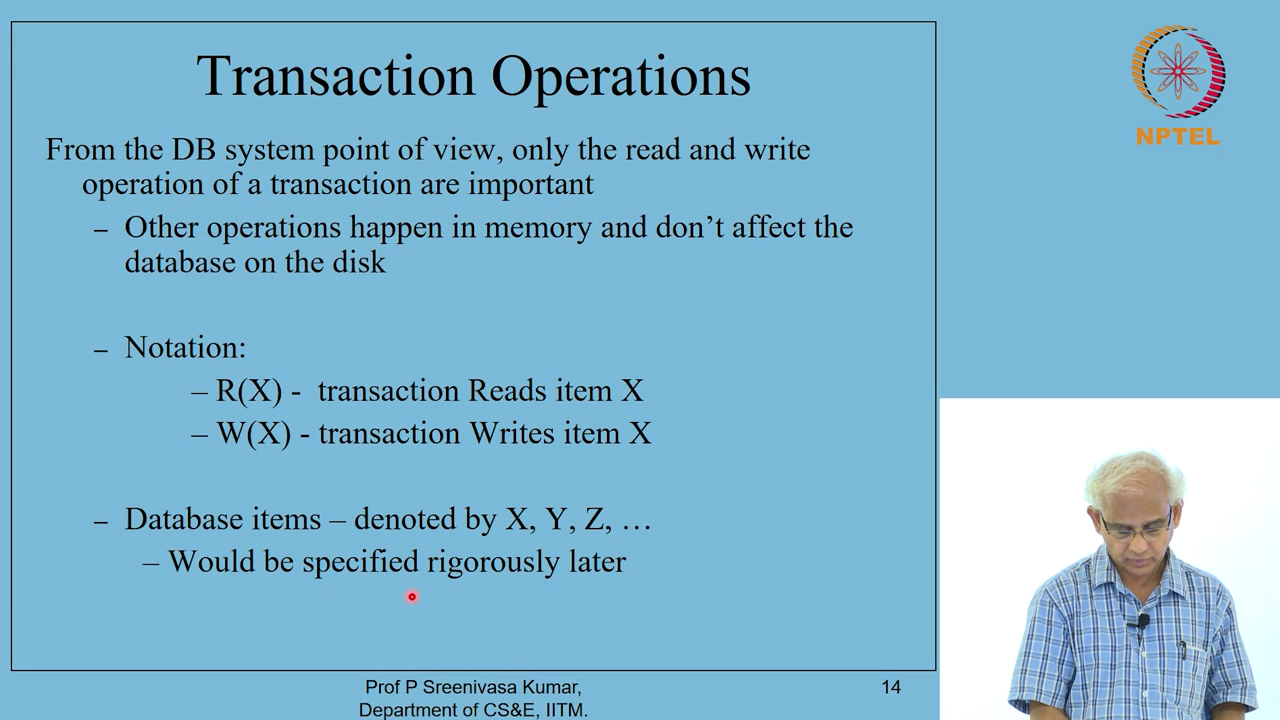 Transaction Operations
NPTEL
From the DB system point of view, only the read and write
operation of a transaction are important
– Other operations happen in memory and don’t affect the
database on the disk
– Notation:
– R(X) - transaction Reads item X
– W(X) - transaction Writes item X
– Database items – denoted by X, Y, Z, …
– Would be specified rigorously later
Prof P Sreenivasa Kumar,
Department of CS&E, IITM.
14